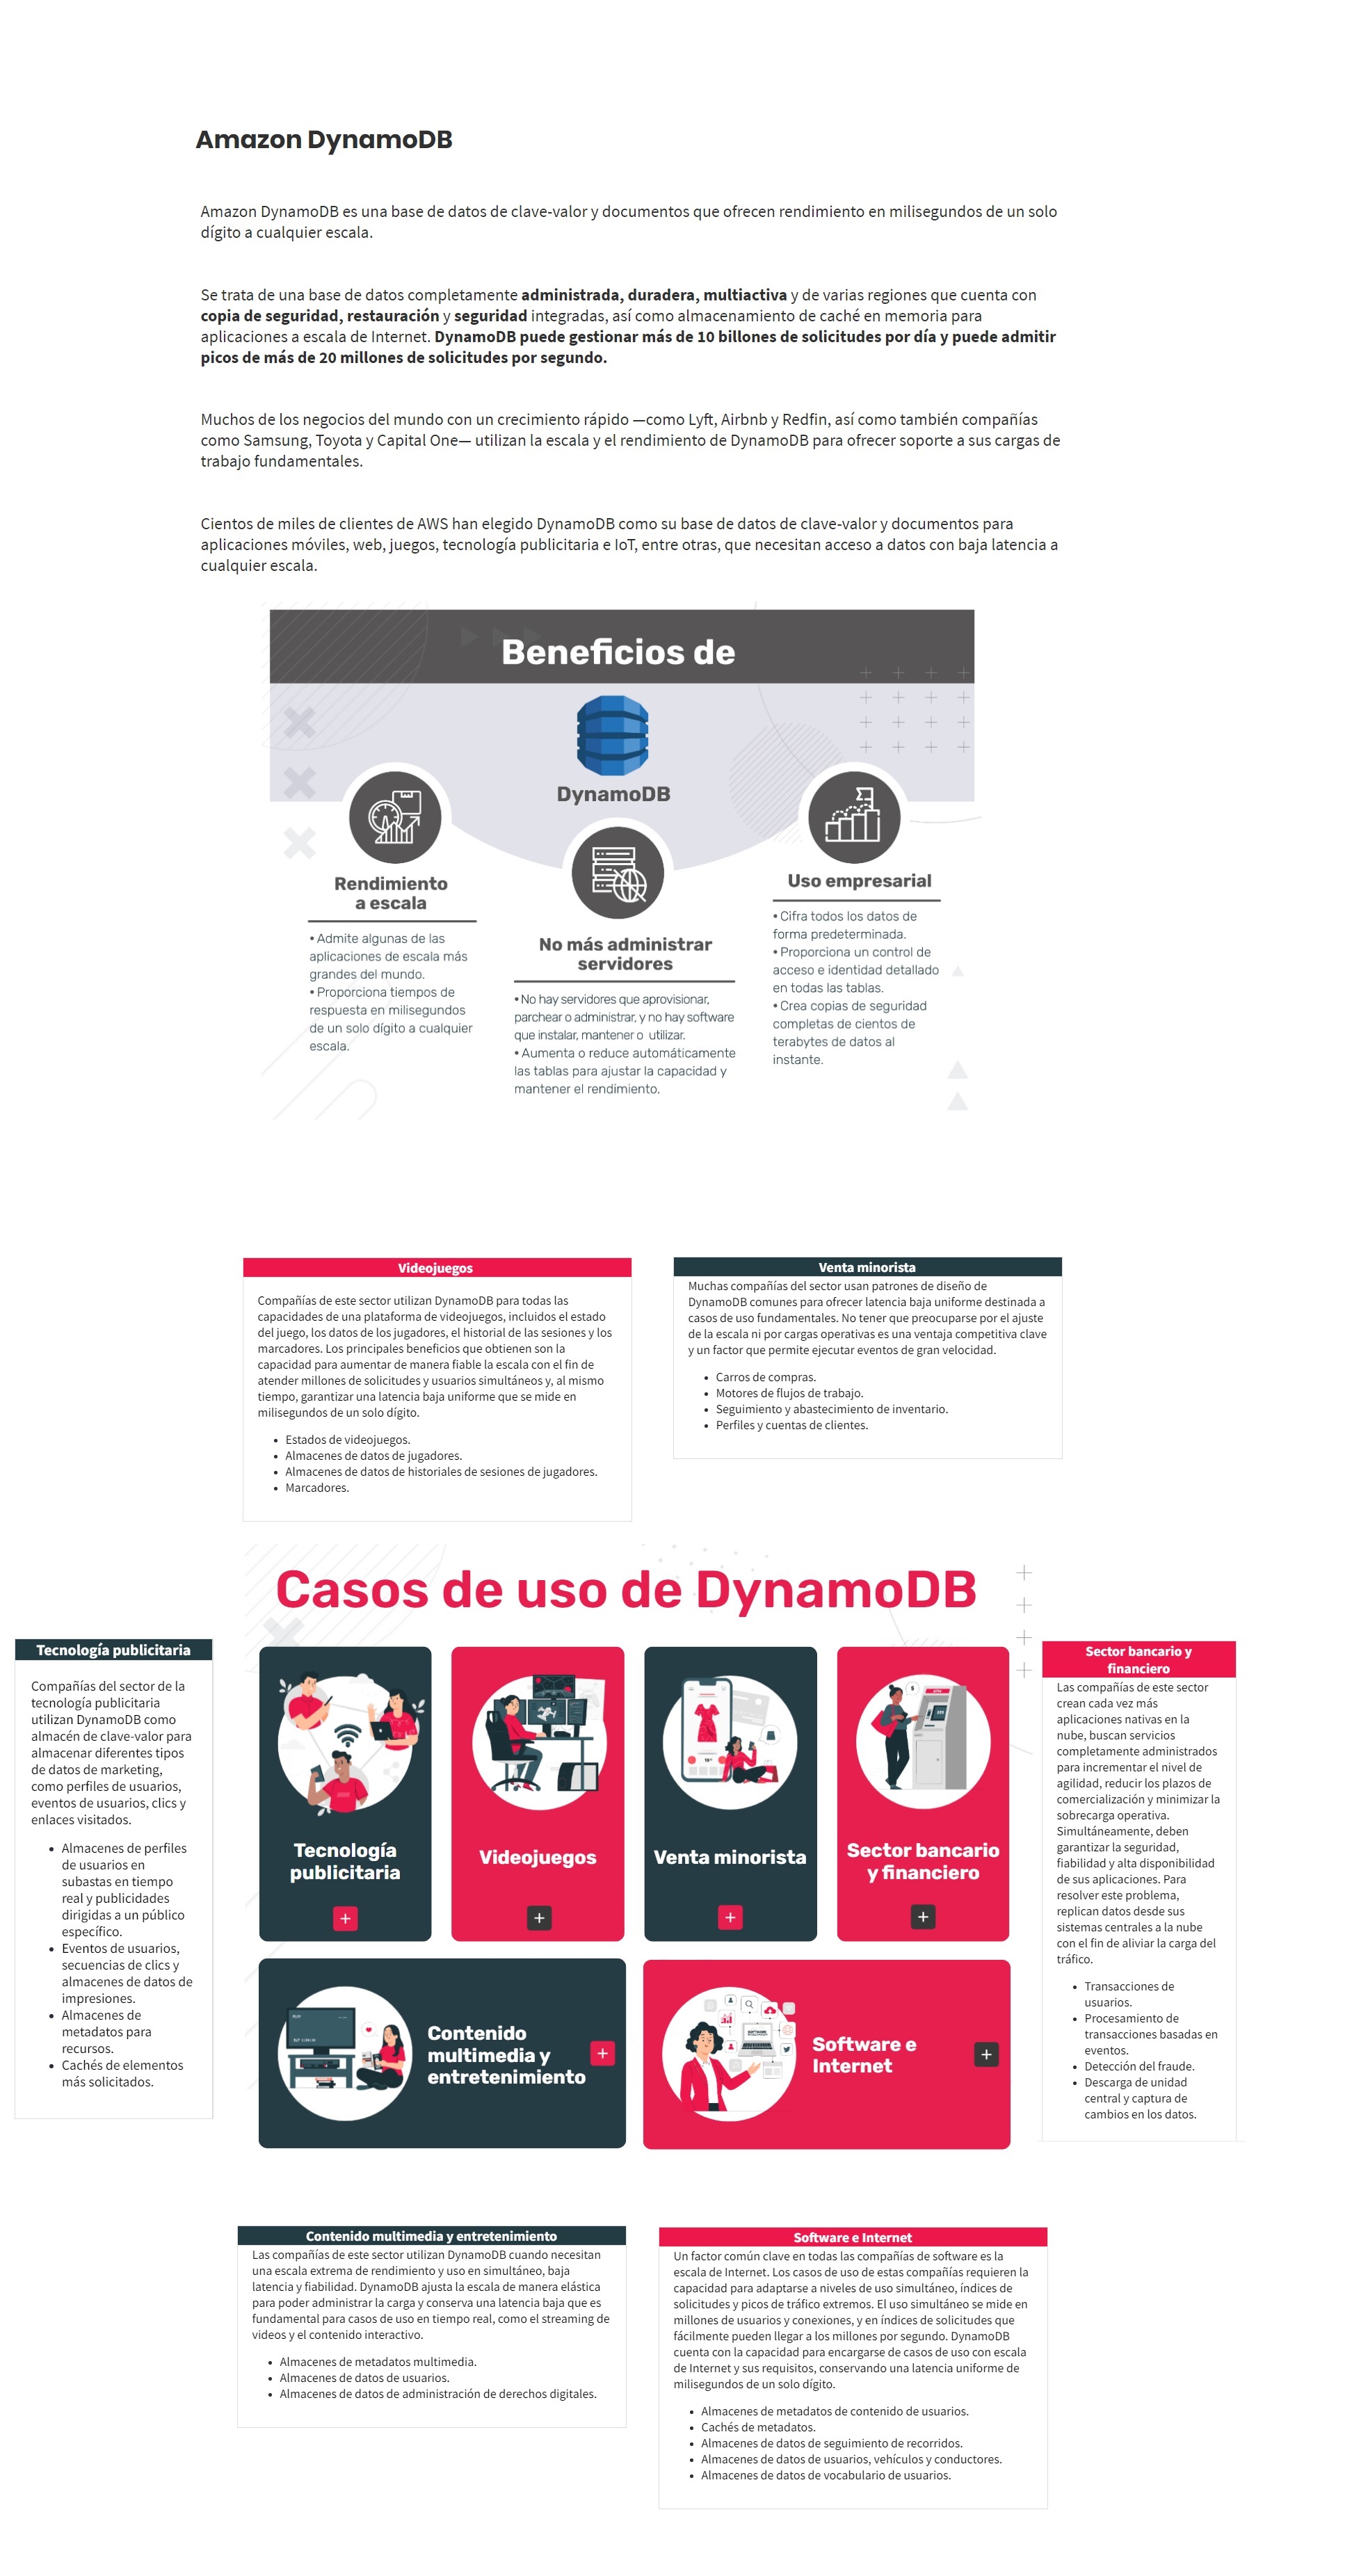 Amazon DynamoDB
Amazon DynamoDB es una base de datos de clave-valor y documentos que ofrecen rendimiento en milisegundos de un solo
dígito a cualquier escala.
Se trata de una base de datos completamente administrada, duradera, multiactiva y de varias regiones que cuenta con
copia de seguridad, restauración y seguridad integradas, así como almacenamiento de caché en memoria para
aplicaciones a escala de Internet. DynamoDB puede gestionar más de 10 billones de solicitudes por día y puede admitir
picos de más de 20 millones de solicitudes por segundo.
Muchos de los negocios del mundo con un crecimiento rápido —como Lyft, Airbnb y Redfin, así como también compañías
como Samsung, Toyota y Capital One— utilizan la escala y el rendimiento de DynamoDB para ofrecer soporte a sus cargas de
trabajo fundamentales.
Cientos de miles de clientes de AWS han elegido DynamoDB como su base de datos de clave-valor y documentos para
aplicaciones móviles, web, juegos, tecnología publicitaria e IoT, entre otras, que necesitan acceso a datos con baja latencia a
cualquier escala.
Beneficios de
DynamoDB
Rendimiento
a escala
• Admite algunas de las
aplicaciones de escala más
grandes del mundo.
• Proporciona tiempos de
respuesta en milisegundos
de un solo dígito a cualquier
escala.
No más administrar
servidores
• No hay servidores que aprovisionar,
parchear o administrar, y no hay software
que instalar, mantener o utilizar.
• Aumenta o reduce automáticamente
las tablas para ajustar la capacidad y
mantener el rendimiento.
Uso empresarial
• Cifra todos los datos de
forma predeterminada.
• Proporciona un control de
acceso e identidad detallado
en todas las tablas.
• Crea copias de seguridad
completas de cientos de
terabytes de datos al
instante.
Videojuegos
Compañías de este sector utilizan DynamoDB para todas las
capacidades de una plataforma de videojuegos, incluidos el estado
del juego, los datos de los jugadores, el historial de las sesiones y los
marcadores. Los principales beneficios que obtienen son la
capacidad para aumentar de manera fiable la escala con el fin de
atender millones de solicitudes y usuarios simultáneos y, al mismo
tiempo, garantizar una latencia baja uniforme que se mide en
milisegundos de un solo dígito.
• Estados de videojuegos.
• Almacenes de datos de jugadores.
• Almacenes de datos de historiales de sesiones de jugadores.
• Marcadores.
Venta minorista
Muchas compañías del sector usan patrones de diseño de
DynamoDB comunes para ofrecer latencia baja uniforme destinada a
casos de uso fundamentales. No tener que preocuparse por el ajuste
de la escala ni por cargas operativas es una ventaja competitiva clave
y un factor que permite ejecutar eventos de gran velocidad.
• Carros de compras.
• Motores de flujos de trabajo.
• Seguimiento y abastecimiento de inventario.
• Perfiles y cuentas de clientes.
Casos de uso de DynamoDB
Tecnología publicitaria
Compañías del sector de la
tecnología publicitaria
utilizan DynamoDB como
almacén de clave-valor para
almacenar diferentes tipos
de datos de marketing,
como perfiles de usuarios,
eventos de usuarios, clics y
enlaces visitados.
• Almacenes de perfiles
de usuarios en
subastas en tiempo
real y publicidades
dirigidas a un público
específico.
• Eventos de usuarios,
secuencias de clics y
almacenes de datos de
impresiones.
• Almacenes de
metadatos para
recursos.
• Cachés de elementos
más solicitados.
Tecnología
publicitaria
+
Videojuegos
+
Venta minorista
+
Sector bancario
y financiero
+
Contenido
multimedia y
entretenimiento
+
Software e
Internet
+
Sector bancario y
financiero
Las compañías de este sector
crean cada vez más
aplicaciones nativas en la
nube, buscan servicios
completamente administrados
para incrementar el nivel de
agilidad, reducir los plazos de
comercialización y minimizar la
sobrecarga operativa.
Simultáneamente, deben
garantizar la seguridad,
fiabilidad y alta disponibilidad
de sus aplicaciones. Para
resolver este problema,
replican datos desde sus
sistemas centrales a la nube
con el fin de aliviar la carga del
tráfico.
• Transacciones de
usuarios.
• Procesamiento de
transacciones basadas en
eventos.
• Detección del fraude.
• Descarga de unidad
central y captura de
cambios en los datos.
Contenido multimedia y entretenimiento
Las compañías de este sector utilizan DynamoDB cuando necesitan
una escala extrema de rendimiento y uso en simultáneo, baja
latencia y fiabilidad. DynamoDB ajusta la escala de manera elástica
para poder administrar la carga y conserva una latencia baja que es
fundamental para casos de uso en tiempo real, como el streaming de
videos y el contenido interactivo.
• Almacenes de metadatos multimedia.
• Almacenes de datos de usuarios.
• Almacenes de datos de administración de derechos digitales.
Software e Internet
Un factor común clave en todas las compañías de software es la
escala de Internet. Los casos de uso de estas compañías requieren la
capacidad para adaptarse a niveles de uso simultáneo, índices de
solicitudes y picos de tráfico extremos. El uso simultáneo se mide en
millones de usuarios y conexiones, y en índices de solicitudes que
fácilmente pueden llegar a los millones por segundo. DynamoDB
cuenta con la capacidad para encargarse de casos de uso con escala
de Internet y sus requisitos, conservando una latencia uniforme de
milisegundos de un solo dígito.
• Almacenes de metadatos de contenido de usuarios.
• Cachés de metadatos.
• Almacenes de datos de seguimiento de recorridos.
• Almacenes de datos de usuarios, vehículos y conductores.
• Almacenes de datos de vocabulario de usuarios.